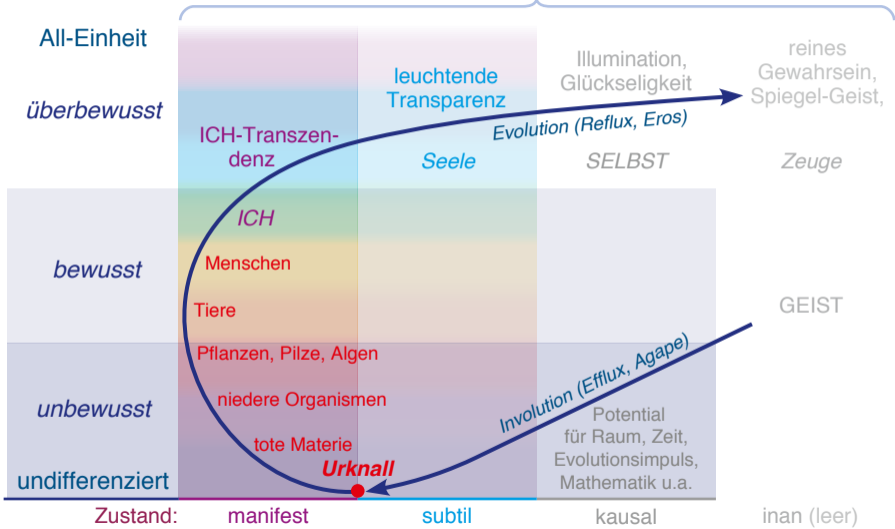 All-Einheit
überbewusst
bewusst
unbewusst
undifferenziert
ICH-Transzen-
denz
ICH
Menschen
Tiere
Pflanzen, Pilze, Algen
niedere Organismen
tote Materie
Urknall
leuchtende
Transparenz
Seele
Illumination,
Glückseligkeit
Evolution (Reflux, Eros)
SELBST
reines
Gewahrsein,
Spiegel-Geist,
Zeuge
GEIST
Involution (Efflux, Agape)
Potential
für Raum, Zeit,
Evolutionsimpuls,
Mathematik u.a.
Zustand: manifest subtil kausal inan (leer)